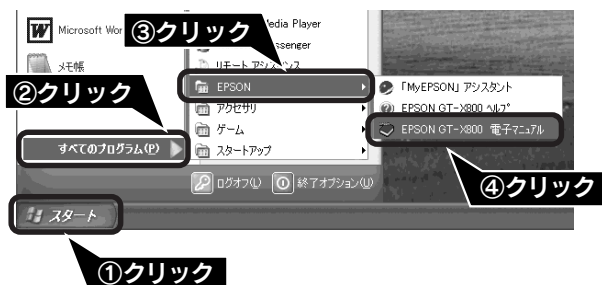 Microsoft Wor
メモ帳
すべてのプログラム(P)
スタート
①クリック
②クリック
③クリック
edia Player
ssenger
リモート アシスタンス
EPSON
アクセサリ
ゲーム
スタートアップ
ログオフ(L)
終了オプション(U)
「MyEPSON」アシスタント
EPSON GT-X800 ヘルプ
EPSON GT-X800 電子マニュアル
④クリック